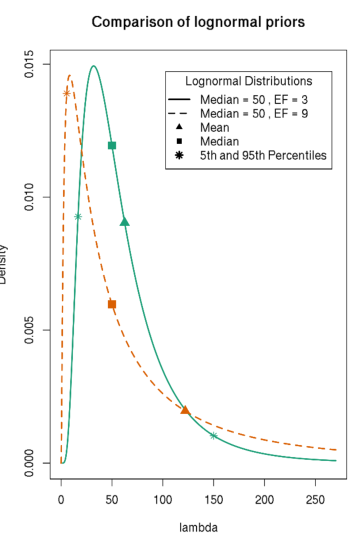 Comparison of lognormal priors
Lognormal Distributions
Median = 50 , EF = 3
Median = 50 , EF = 9
Mean
Median
5th and 95th Percentiles
Density
0.015
0.010
0.005
0.000
0 50 100 150 200 250
lambda